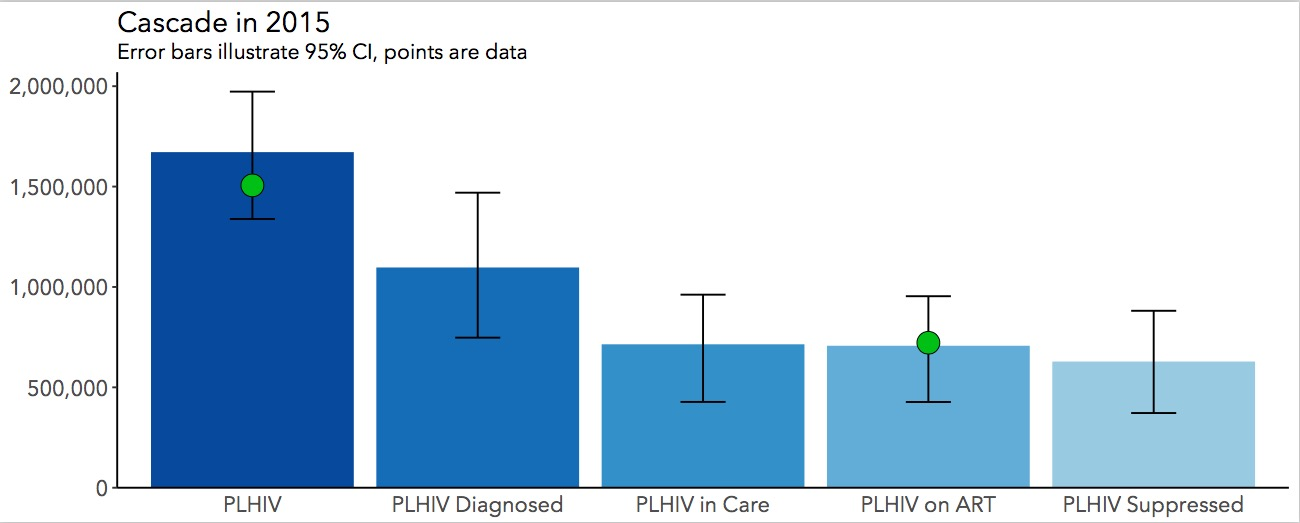 Cascade in 2015
Error bars illustrate 95% CI, points are data
2,000,000
1,500,000
1,000,000
500,000
0
PLHIV
PLHIV Diagnosed
PLHIV in Care
PLHIV on ART
PLHIV Suppressed